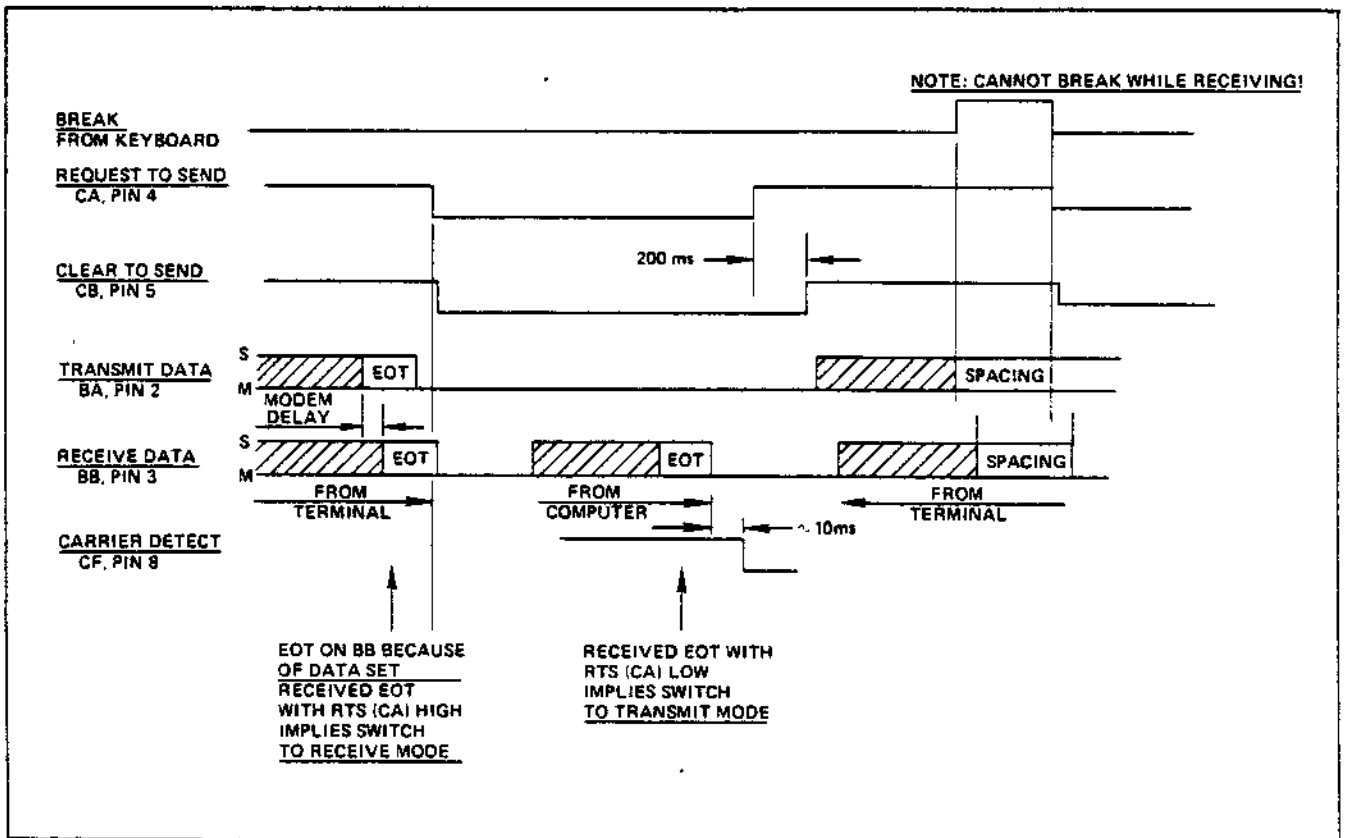 NOTE: CANNOT BREAK WHILE RECEIVING!
BREAK
FROM KEYBOARD
REQUEST TO SEND
CA, PIN 4
200 ms
CLEAR TO SEND
CB, PIN 5
S
TRANSMIT DATA
BA, PIN 2
M
EOT
SPACING
MODEM
DELAY
S
RECEIVE DATA
BB, PIN 3
M
EOT
EOT
SPACING
FROM
TERMINAL
FROM
COMPUTER
FROM
TERMINAL
~10ms
CARRIER DETECT
CF, PIN 8
EOT ON BB BECAUSE
OF DATA SET
RECEIVED EOT
WITH RTS (CA) HIGH
IMPLIES SWITCH
TO RECEIVE MODE
RECEIVED EOT WITH
RTS (CA) LOW
IMPLIES SWITCH
TO TRANSMIT MODE